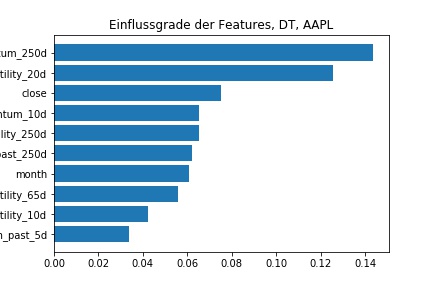 Einflussgrade der Features, DT, AAPL
tum_250d
tility_20d
close
ntum_10d
lity_250d
past_250d
month
tility_65d
tility_10d
n_past_5d
0.00 0.02 0.04 0.06 0.08 0.10 0.12 0.14